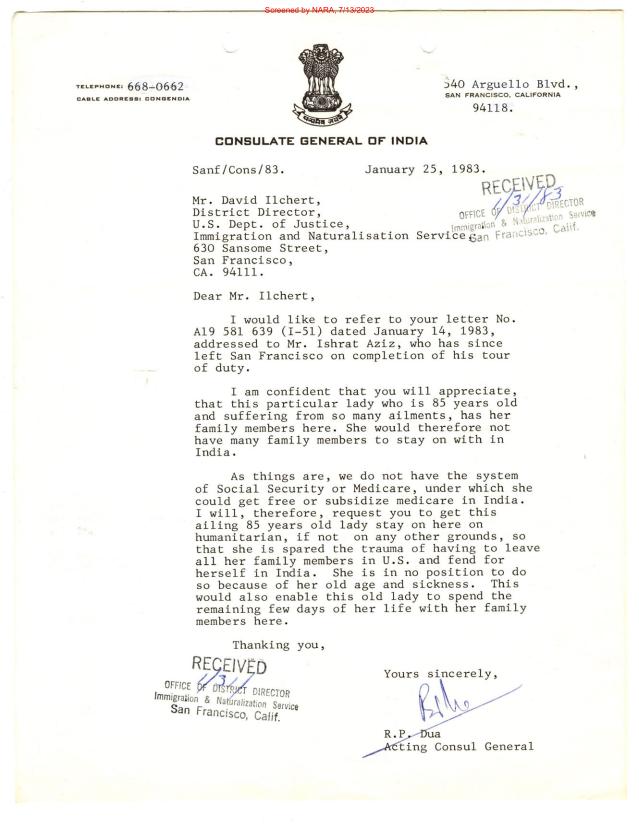 Screened by NARA, 7/13/2023
TELEPHONE: 668-0662
CABLE ADDRESS: CONGENDIA
540 Arguello Blvd.,
SAN FRANCISCO, CALIFORNIA
94118.
सत्यमेव जयते
CONSULATE GENERAL OF INDIA
Sanf/Cons/83. January 25, 1983.
RECEIVED
1/31/83
OFFICE OF DISTRICT DIRECTOR
Immigration & Naturalization Service
San Francisco, Calif.
Mr. David Ilchert,
District Director,
U.S. Dept. of Justice,
Immigration and Naturalisation Service,
630 Sansome Street,
San Francisco,
CA. 94111.
Dear Mr. Ilchert,
I would like to refer to your letter No.
A19 581 639 (I-51) dated January 14, 1983,
addressed to Mr. Ishrat Aziz, who has since
left San Francisco on completion of his tour
of duty.
I am confident that you will appreciate,
that this particular lady who is 85 years old
and suffering from so many ailments, has her
family members here. She would therefore not
have many family members to stay on with in
India.
As things are, we do not have the system
of Social Security or Medicare, under which she
could get free or subsidize medicare in India.
I will, therefore, request you to get this
ailing 85 years old lady stay on here on
humanitarian, if not on any other grounds, so
that she is spared the trauma of having to leave
all her family members in U.S. and fend for
herself in India. She is in no position to do
so because of her old age and sickness. This
would also enable this old lady to spend the
remaining few days of her life with her family
members here.
Thanking you,
RECEIVED
OFFICE OF DISTRICT DIRECTOR
Immigration & Naturalization Service
San Francisco, Calif.
Yours sincerely,
R.P. Dua
Acting Consul General